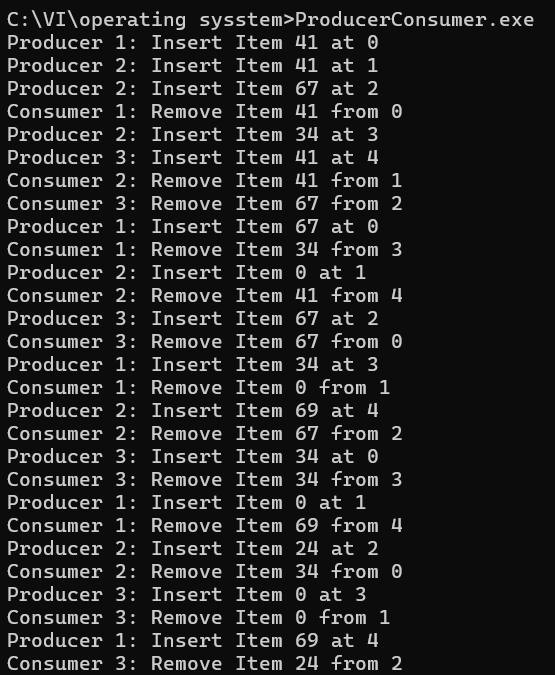 C:\VI\operating sysstem>ProducerConsumer.exe
Producer 1: Insert Item 41 at 0
Producer 2: Insert Item 41 at 1
Producer 2: Insert Item 67 at 2
Consumer 1: Remove Item 41 from 0
Producer 2: Insert Item 34 at 3
Producer 3: Insert Item 41 at 4
Consumer 2: Remove Item 41 from 1
Consumer 3: Remove Item 67 from 2
Producer 1: Insert Item 67 at 0
Consumer 1: Remove Item 34 from 3
Producer 2: Insert Item 0 at 1
Consumer 2: Remove Item 41 from 4
Producer 3: Insert Item 67 at 2
Consumer 3: Remove Item 67 from 0
Producer 1: Insert Item 34 at 3
Consumer 1: Remove Item 0 from 1
Producer 2: Insert Item 69 at 4
Consumer 2: Remove Item 67 from 2
Producer 3: Insert Item 34 at 0
Consumer 3: Remove Item 34 from 3
Producer 1: Insert Item 0 at 1
Consumer 1: Remove Item 69 from 4
Producer 2: Insert Item 24 at 2
Consumer 2: Remove Item 34 from 0
Producer 3: Insert Item 0 at 3
Consumer 3: Remove Item 0 from 1
Producer 1: Insert Item 69 at 4
Consumer 3: Remove Item 24 from 2